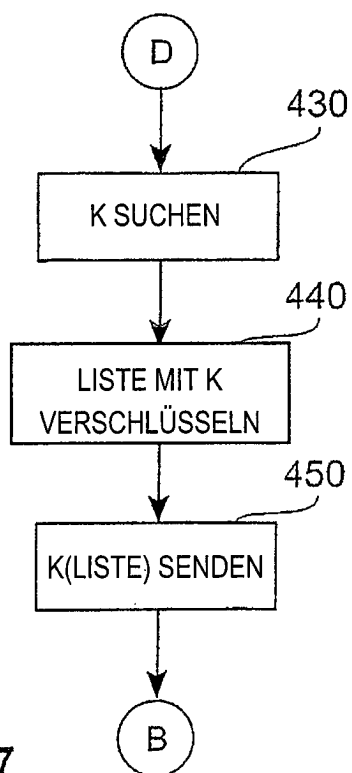 D
430
K SUCHEN
440
LISTE MIT K
VERSCHLÜSSELN
450
K(LISTE) SENDEN
B
7